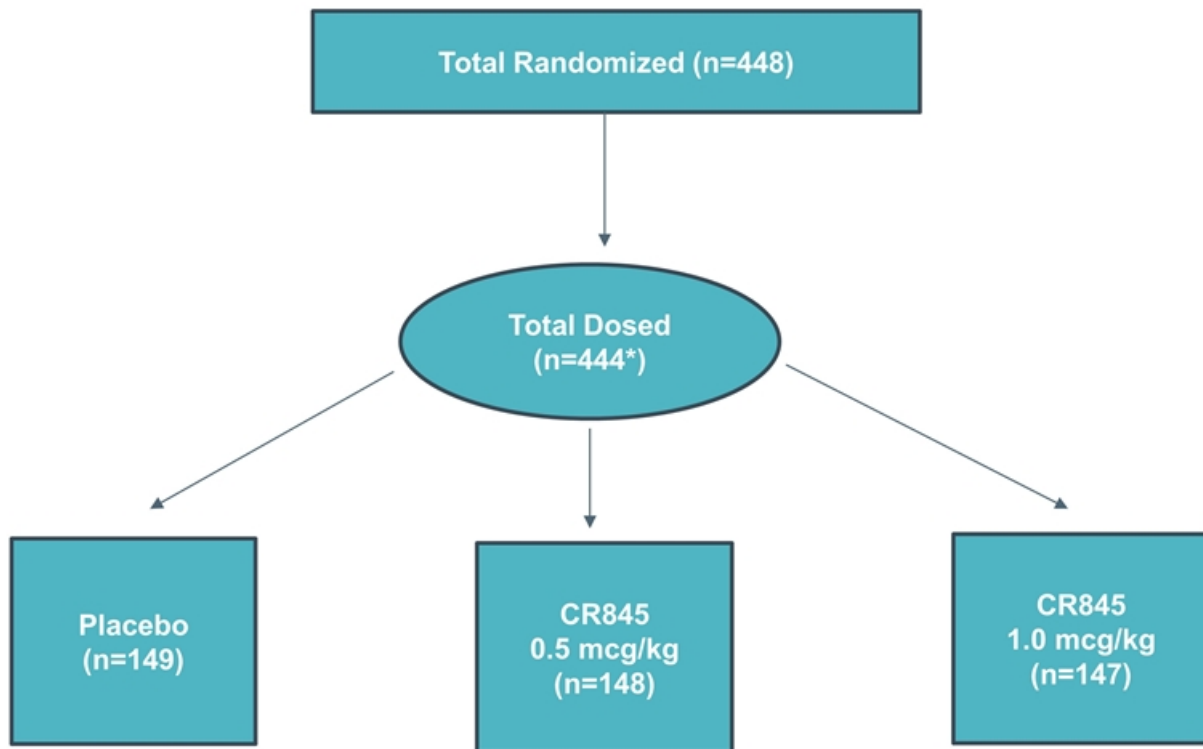 Total Randomized (n=448)
Total Dosed
(n=444*)
Placebo
(n=149)
CR845
0.5 mcg/kg
(n=148)
CR845
1.0 mcg/kg
(n=147)